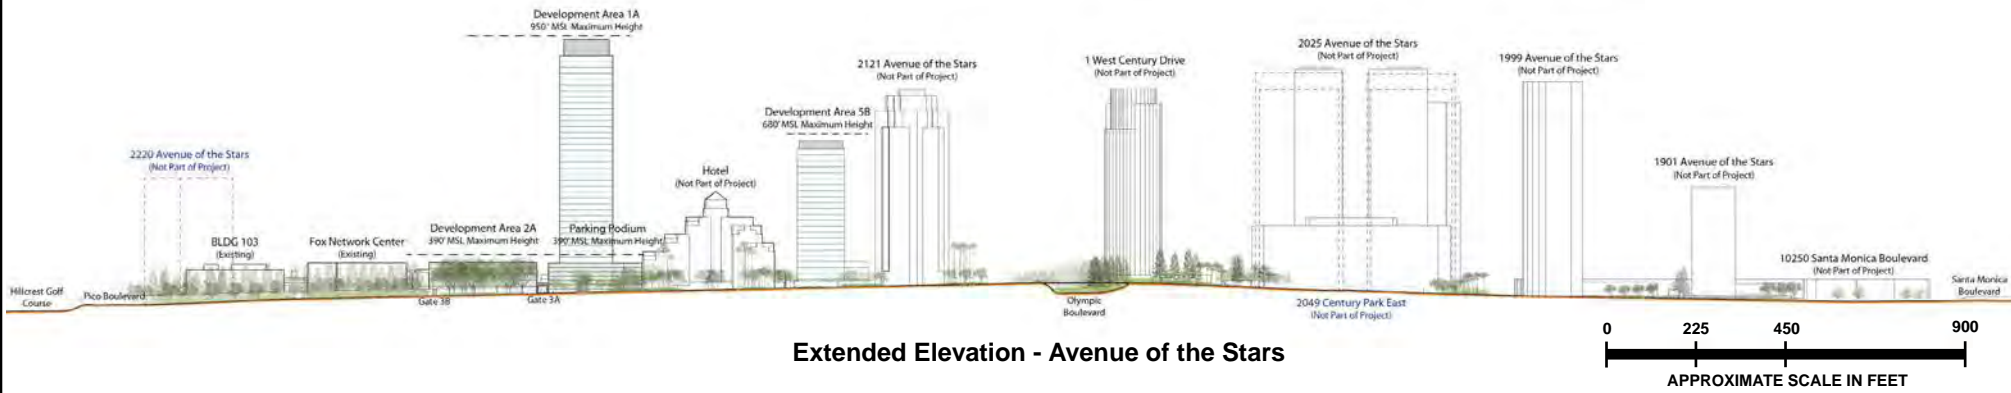 Development Area 1A
950' MSL Maximum Height
2121 Avenue of the Stars
(Not Part of Project)
1 West Century Drive
(Not Part of Project)
2025 Avenue of the Stars
(Not Part of Project)
1999 Avenue of the Stars
(Not Part of Project)
Development Area 5B
680' MSL Maximum Height
2220 Avenue of the Stars
(Not Part of Project)
Hotel
(Not Part of Project)
1901 Avenue of the Stars
(Not Part of Project)
BLDG 103
(Existing)
Fox Network Center
(Existing)
Development Area 2A
390' MSL Maximum Height
Parking Podium
390' MSL Maximum Height
10250 Santa Monica Boulevard
(Not Part of Project)
Hillcrest Golf
Course
Pico Boulevard
Gate 3B
Gate 3A
Olympic
Boulevard
2049 Century Park East
(Not Part of Project)
Santa Monica
Boulevard
Extended Elevation - Avenue of the Stars
0 225 450 900
APPROXIMATE SCALE IN FEET